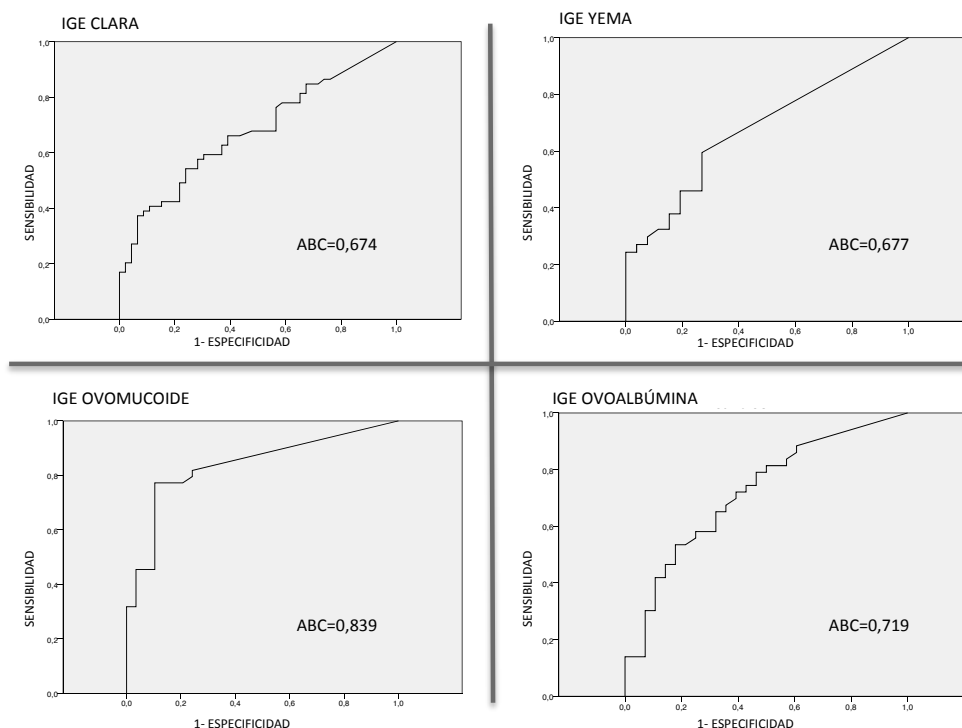 IGE CLARA
1,0
0,8
0,6
0,4
0,2
0,0
SENSIBILIDAD
ABC=0,674
0,0 0,2 0,4 0,6 0,8 1,0
1- ESPECIFICIDAD
IGE YEMA
1,0
0,8
0,6
0,4
0,2
0,0
SENSIBILIDAD
ABC=0,677
0,0 0,2 0,4 0,6 0,8 1,0
1- ESPECIFICIDAD
IGE OVOMUCOIDE
1,0
0,8
0,6
0,4
0,2
0,0
SENSIBILIDAD
ABC=0,839
0,0 0,2 0,4 0,6 0,8 1,0
1- ESPECIFICIDAD
IGE OVOALBÚMINA
1,0
0,8
0,6
0,4
0,2
0,0
SENSIBILIDAD
ABC=0,719
0,0 0,2 0,4 0,6 0,8 1,0
1- ESPECIFICIDAD